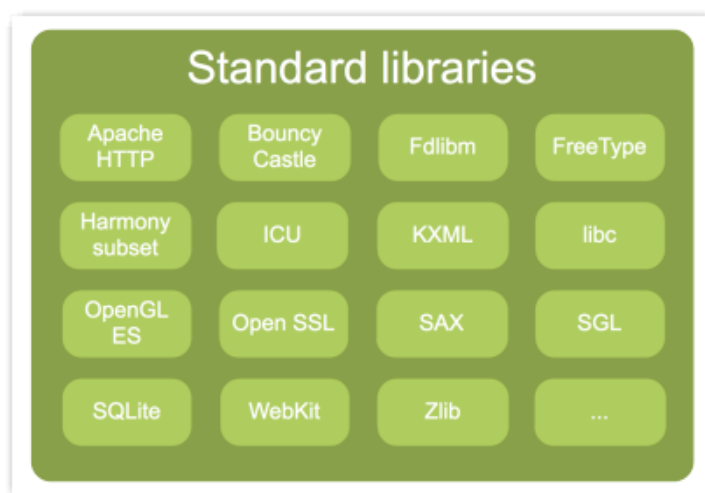 Standard libraries
Apache
HTTP
Bouncy
Castle
Fdlibm
FreeType
Harmony
subset
ICU
KXML
libc
OpenGL
ES
Open SSL
SAX
SGL
SQLite
WebKit
Zlib
...